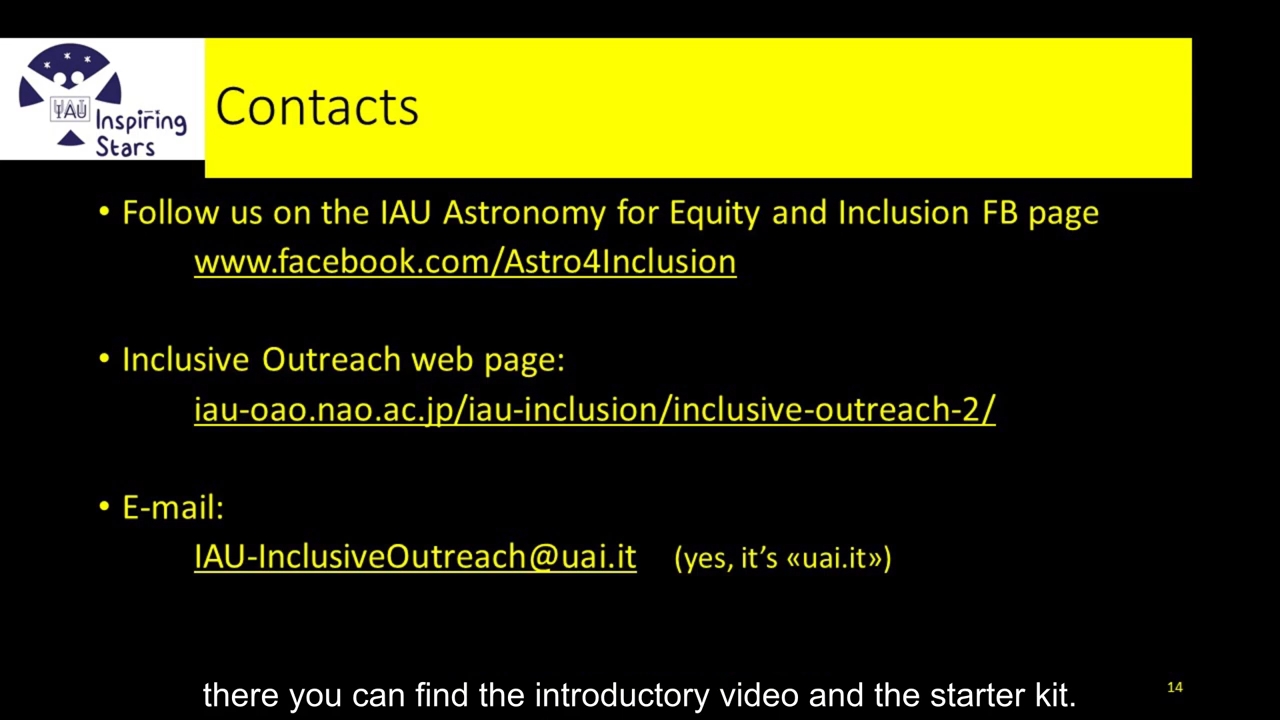 IAU Inspiring
Stars
Contacts
• Follow us on the IAU Astronomy for Equity and Inclusion FB page
www.facebook.com/Astro4Inclusion
• Inclusive Outreach web page:
iau-oao.nao.ac.jp/iau-inclusion/inclusive-outreach-2/
• E-mail:
IAU-InclusiveOutreach@uai.it (yes, it’s «uai.it»)
there you can find the introductory video and the starter kit.
14